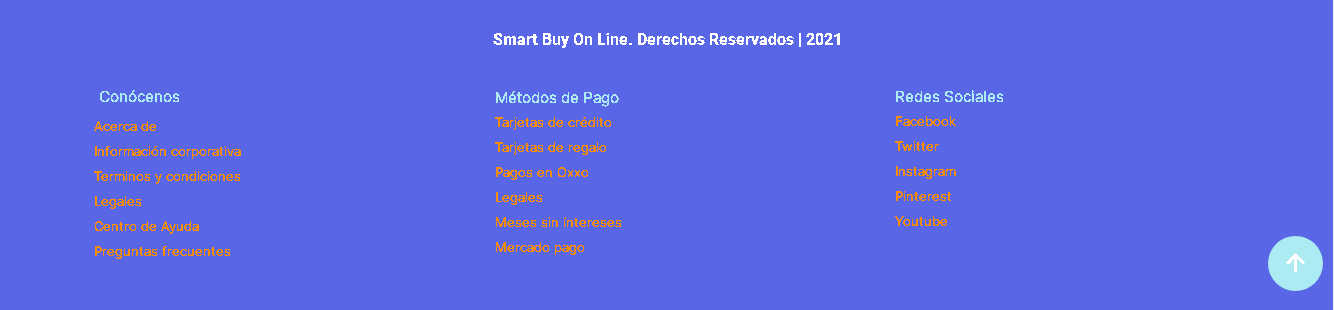 Smart Buy On Line. Derechos Reservados | 2021
Conócenos
Acerca de
Información corporativa
Terminos y condiciones
Legales
Centro de Ayuda
Preguntas frecuentes
Métodos de Pago
Tarjetas de crédito
Tarjetas de regalo
Pagos en Oxxo
Legales
Meses sin intereses
Mercado pago
Redes Sociales
Facebook
Twitter
Instagram
Pinterest
Youtube